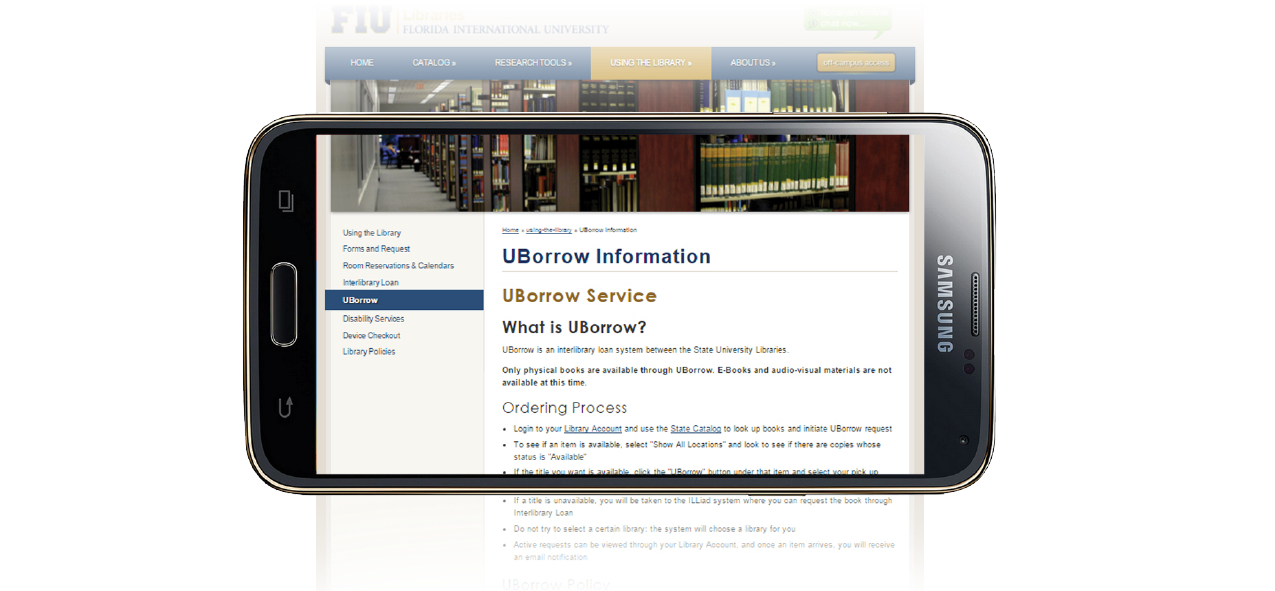 FIU Libraries
FLORIDA INTERNATIONAL UNIVERSITY
HOME CATALOG » RESEARCH TOOLS » USING THE LIBRARY » ABOUT US » off-campus access
Using the Library
Forms and Request
Room Reservations & Calendars
Interlibrary Loan
UBorrow
Disability Services
Device Checkout
Library Policies
Home » using-the-library » UBorrow Information
UBorrow Information
UBorrow Service
What is UBorrow?
UBorrow is an interlibrary loan system between the State University Libraries.
Only physical books are available through UBorrow. E-Books and audio-visual materials are not
available at this time.
Ordering Process
• Login to your Library Account and use the State Catalog to look up books and initiate UBorrow request
• To see if an item is available, select "Show All Locations" and look to see if there are copies whose
status is "Available"
• If the title you want is available, click the "UBorrow" button under that item and select your pick up
• If a title is unavailable, you will be taken to the ILLiad system where you can request the book through
Interlibrary Loan
• Do not try to select a certain library; the system will choose a library for you
• Active requests can be viewed through your Library Account, and once an item arrives, you will receive
an email notification
UBorrow Policy
SAMSUNG